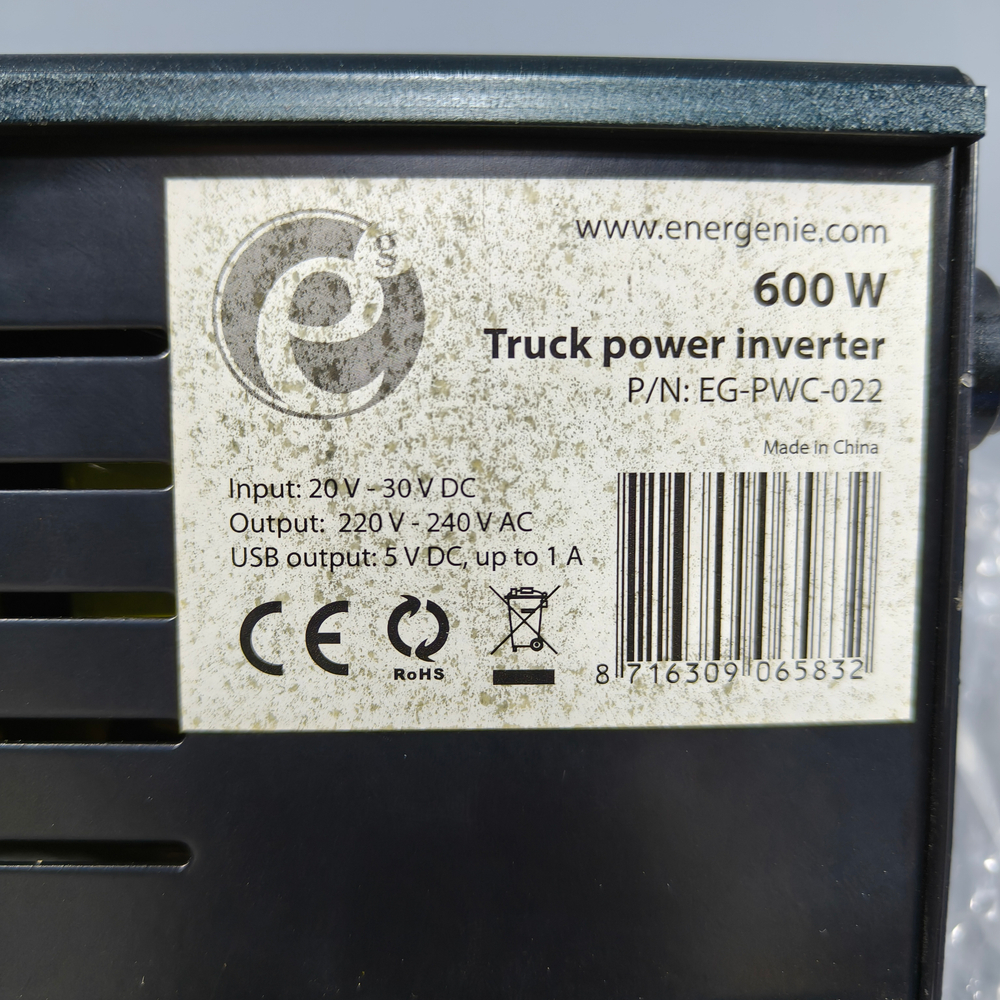 www.energenie.com
600 W
Truck power inverter
P/N: EG-PWC-022
Made in China
Input: 20 V - 30 V DC
Output: 220 V - 240 V AC
USB output: 5 V DC, up to 1 A
CE
RoHS
8 716309 065832